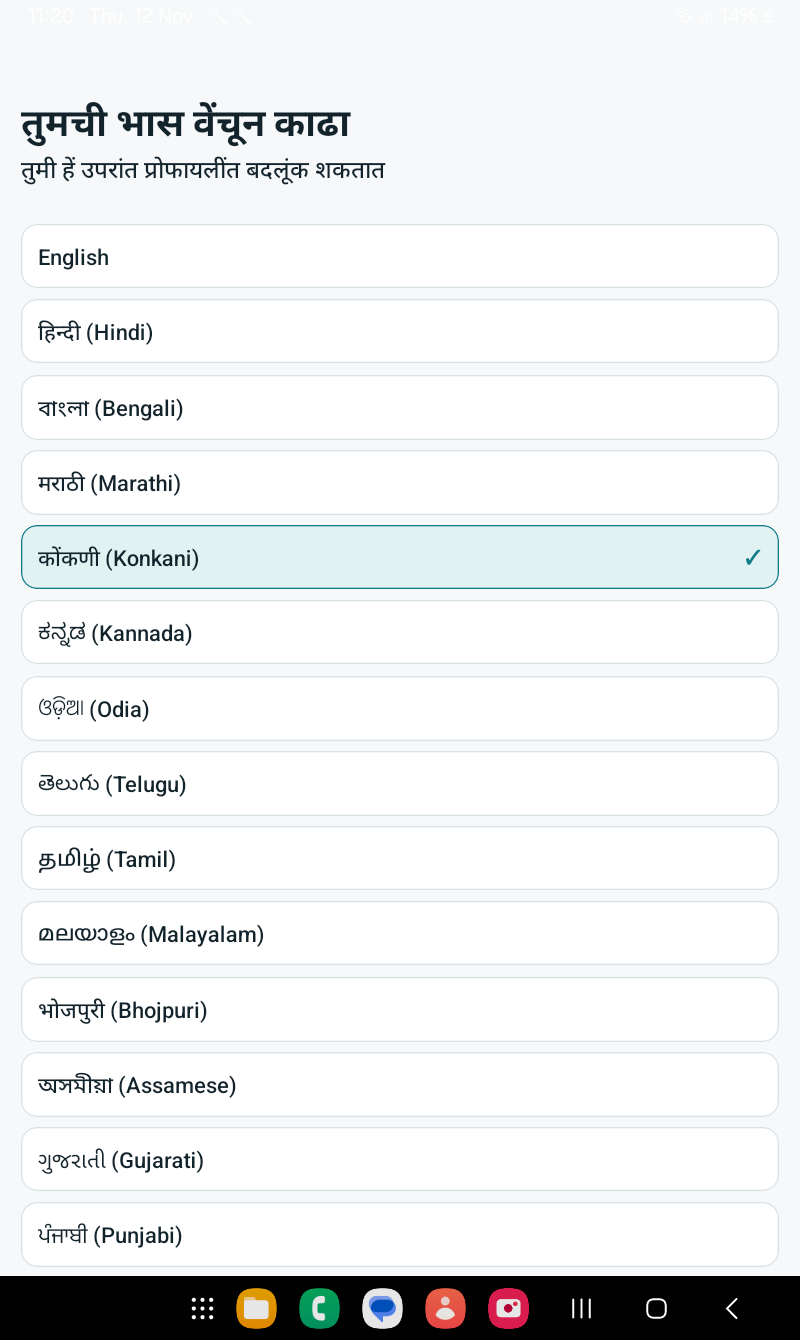 11:20 Thu, 12 Nov 14%
तुमची भास वेंचून काढा
तुमी हें उपरांत प्रोफायलींत बदलूंक शकतात
English
हिन्दी (Hindi)
বাংলা (Bengali)
मराठी (Marathi)
कोंकणी (Konkani) ✓
ಕನ್ನಡ (Kannada)
ଓଡ଼ିଆ (Odia)
తెలుగు (Telugu)
தமிழ் (Tamil)
മലയാളം (Malayalam)
भोजपुरी (Bhojpuri)
অসমীয়া (Assamese)
ગુજરાતી (Gujarati)
ਪੰਜਾਬੀ (Punjabi)